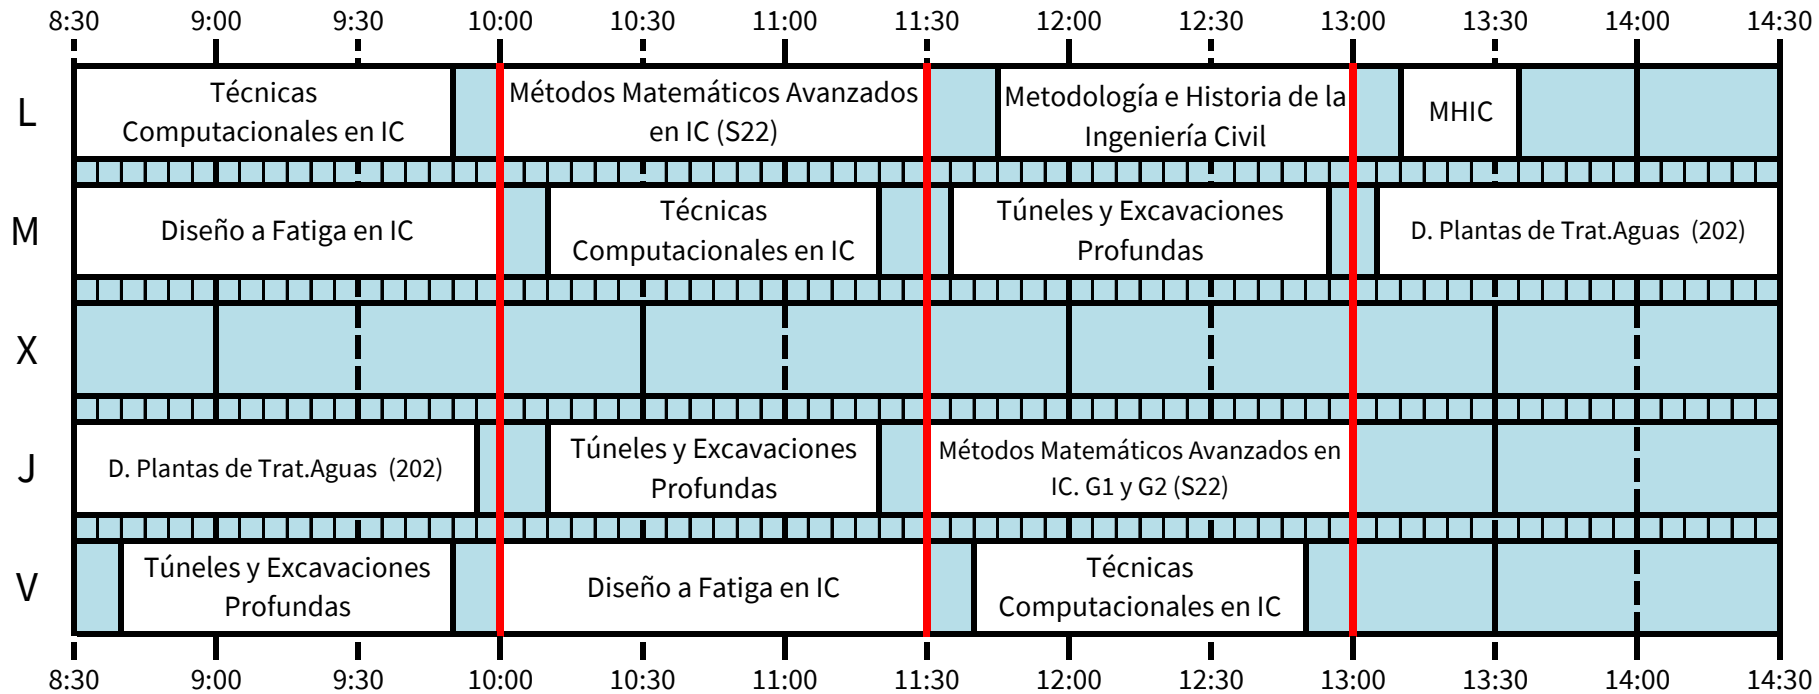 8:30 9:00 9:30 10:00 10:30 11:00 11:30 12:00 12:30 13:00 13:30 14:00 14:30
L
Técnicas
Computacionales en IC
Métodos Matemáticos Avanzados
en IC (S22)
Metodología e Historia de la
Ingeniería Civil
MHIC
M
Diseño a Fatiga en IC
Técnicas
Computacionales en IC
Túneles y Excavaciones
Profundas
D. Plantas de Trat.Aguas (202)
X
J
D. Plantas de Trat.Aguas (202)
Túneles y Excavaciones
Profundas
Métodos Matemáticos Avanzados en
IC. G1 y G2 (S22)
V
Túneles y Excavaciones
Profundas
Diseño a Fatiga en IC
Técnicas
Computacionales en IC
8:30 9:00 9:30 10:00 10:30 11:00 11:30 12:00 12:30 13:00 13:30 14:00 14:30